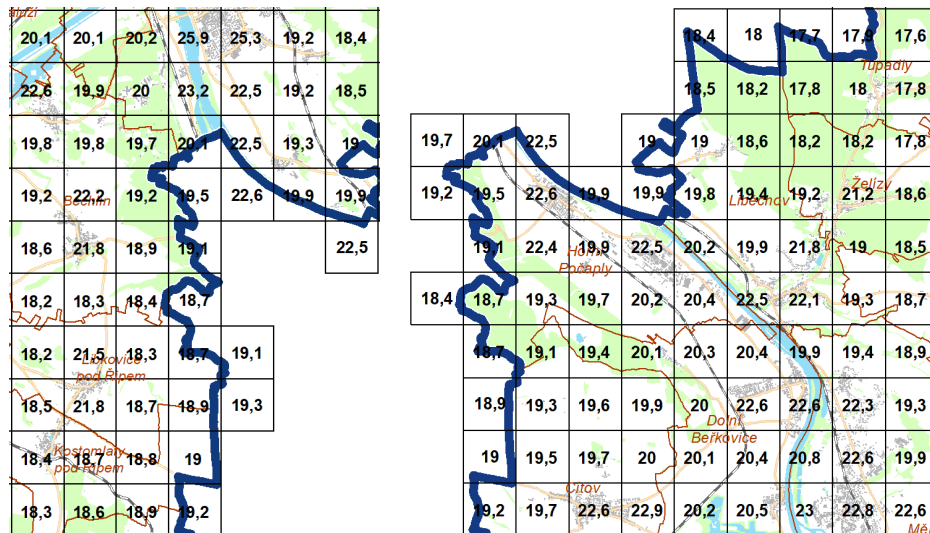 20,1 20,1 20,2 25,9 25,3 19,2 18,4
22,6 19,9 20 23,2 22,5 19,2 18,5
19,8 19,8 19,7 20,1 22,5 19,3 19
19,2 22,2 19,2 19,5 22,6 19,9 19,9
Bechlín
18,6 21,8 18,9 19,1 22,5
18,2 18,3 18,4 18,7
18,2 21,5 18,3 18,7 19,1
Libkovice
pod Řípem
18,5 21,8 18,7 18,9 19,3
Kostomlaty
pod Řípem
18,4 18,7 18,8 19
18,3 18,6 18,9 19,2
18,4 18 17,7 17,9 17,6
Tupadly
18,5 18,2 17,8 18 17,8
19,7 20,1 22,5 19 19 18,6 18,2 18,2 17,8
Želízy
19,2 19,5 22,6 19,9 19,9 19,8 19,4 19,2 21,2 18,6
Liběchov
19,1 22,4 19,9 22,5 20,2 19,9 21,8 19 18,5
Horní
Počaply
18,4 18,7 19,3 19,7 20,2 20,4 22,5 22,1 19,3 18,7
18,7 19,1 19,4 20,1 20,3 20,4 19,9 19,4 18,9
18,9 19,3 19,6 19,9 20 22,6 22,6 22,3 19,3
Dolní
Beřkovice
19 19,5 19,7 20 20,1 20,4 20,8 22,6 19,9
Cítov
19,2 19,7 22,6 22,9 20,2 20,5 23 22,8 22,6